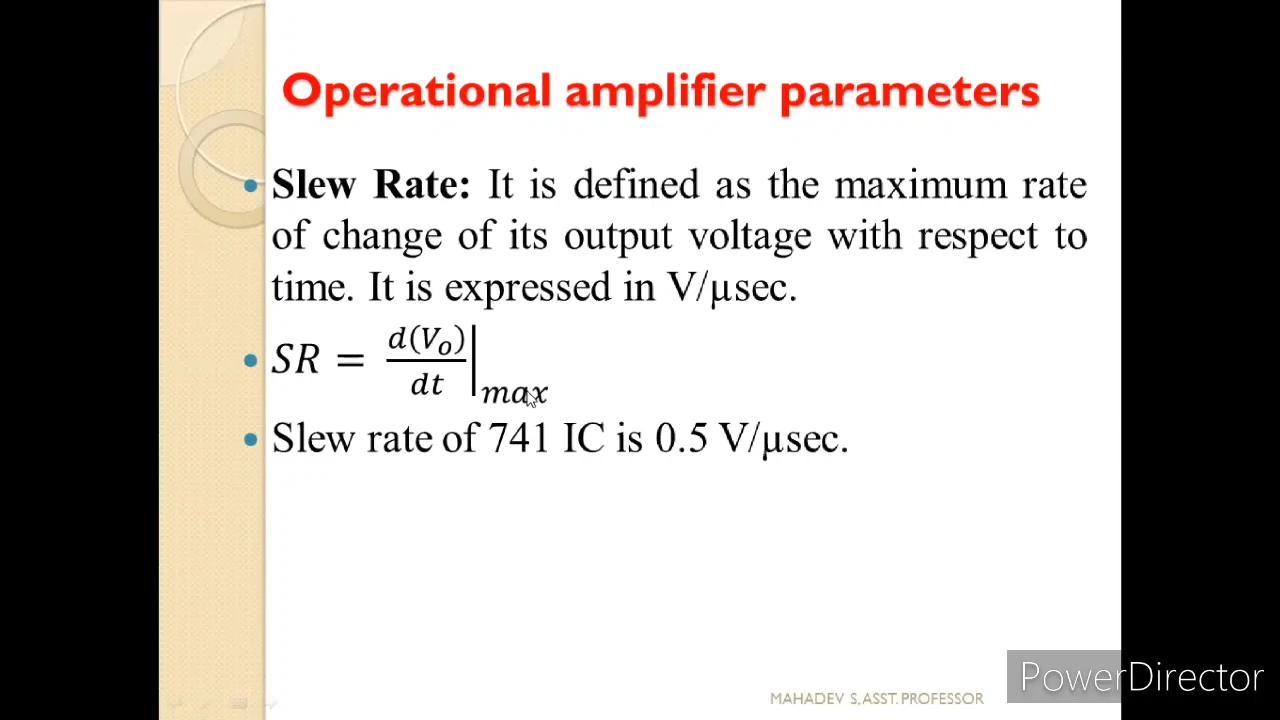 Operational amplifier parameters
• Slew Rate: It is defined as the maximum rate
of change of its output voltage with respect to
time. It is expressed in V/µsec.
• SR = d(Vₒ)/dt|max
• Slew rate of 741 IC is 0.5 V/µsec.
MAHADEV S, ASST. PROFESSOR
PowerDirector